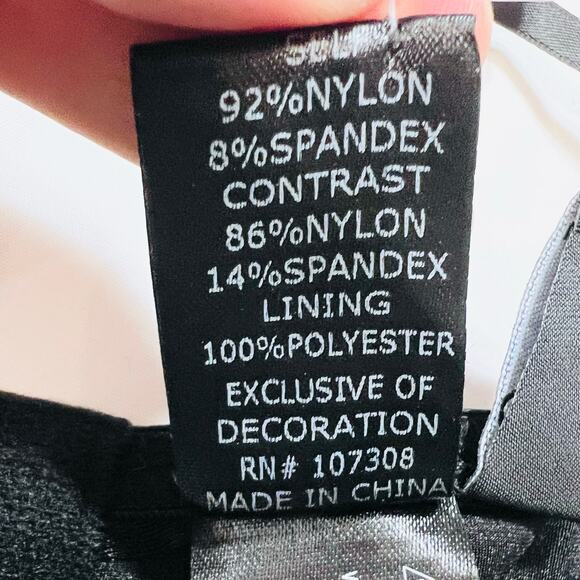 SELF
92%NYLON
8%SPANDEX
CONTRAST
86%NYLON
14%SPANDEX
LINING
100%POLYESTER
EXCLUSIVE OF
DECORATION
RN# 107308
MADE IN CHINA